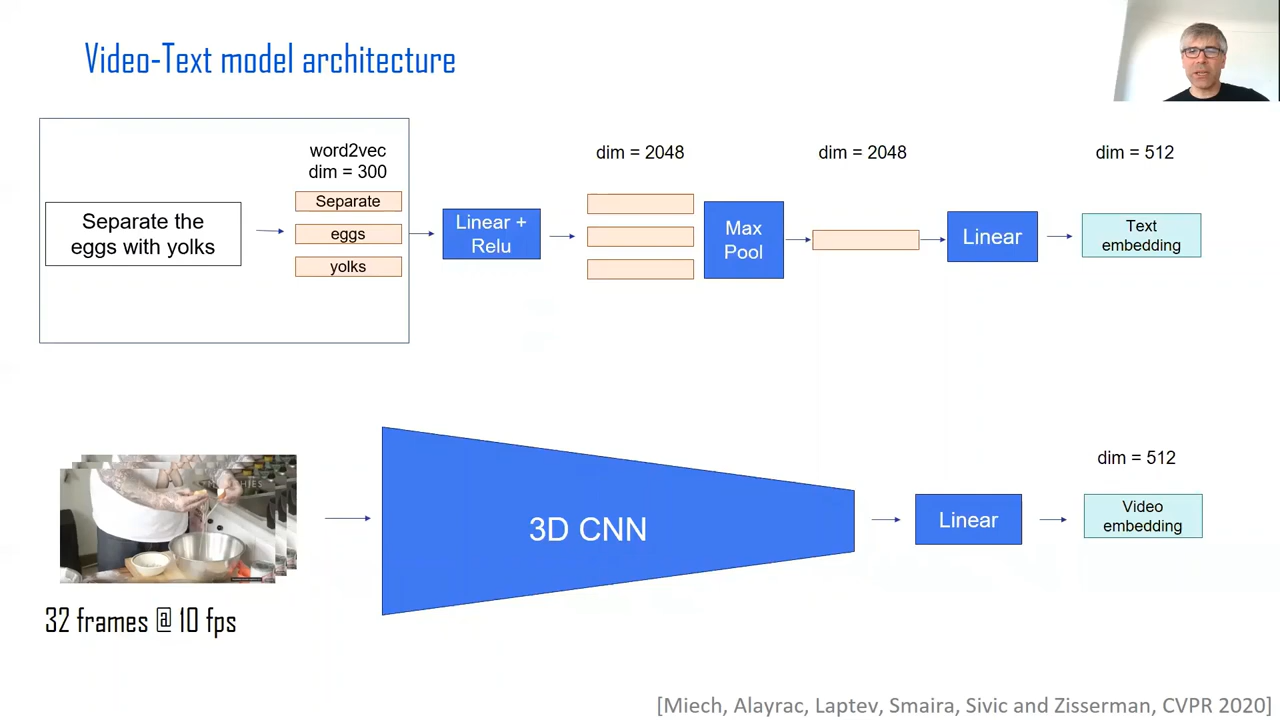 Video-Text model architecture
word2vec
dim = 300
dim = 2048
dim = 2048
dim = 512
Separate the
eggs with yolks
Separate
eggs
yolks
Linear +
Relu
Max
Pool
Linear
Text
embedding
3D CNN
Linear
dim = 512
Video
embedding
32 frames @ 10 fps
[Miech, Alayrac, Laptev, Smaira, Sivic and Zisserman, CVPR 2020]